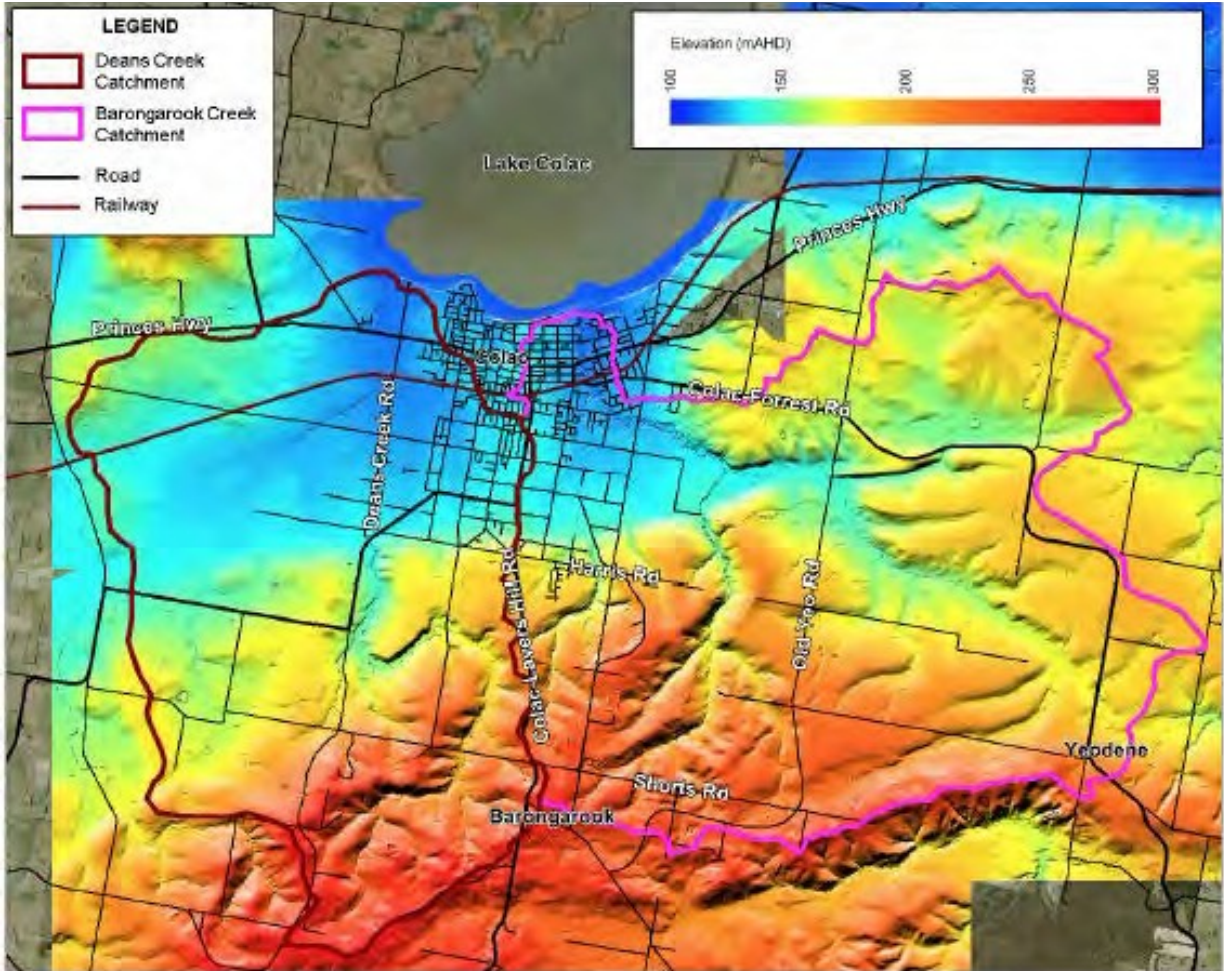 LEGEND
Deans Creek
Catchment
Barongarook Creek
Catchment
Road
Railway
Elevation (mAHD)
100
150
200
250
300
Lake Colac
Princes Hwy
Princes Hwy
Colac
Colac-Forrest Rd
Deans Creek Rd
Harris Rd
Colac-Lavers Hill Rd
Old Yeo Rd
Yeodene
Shorts Rd
Barongarook